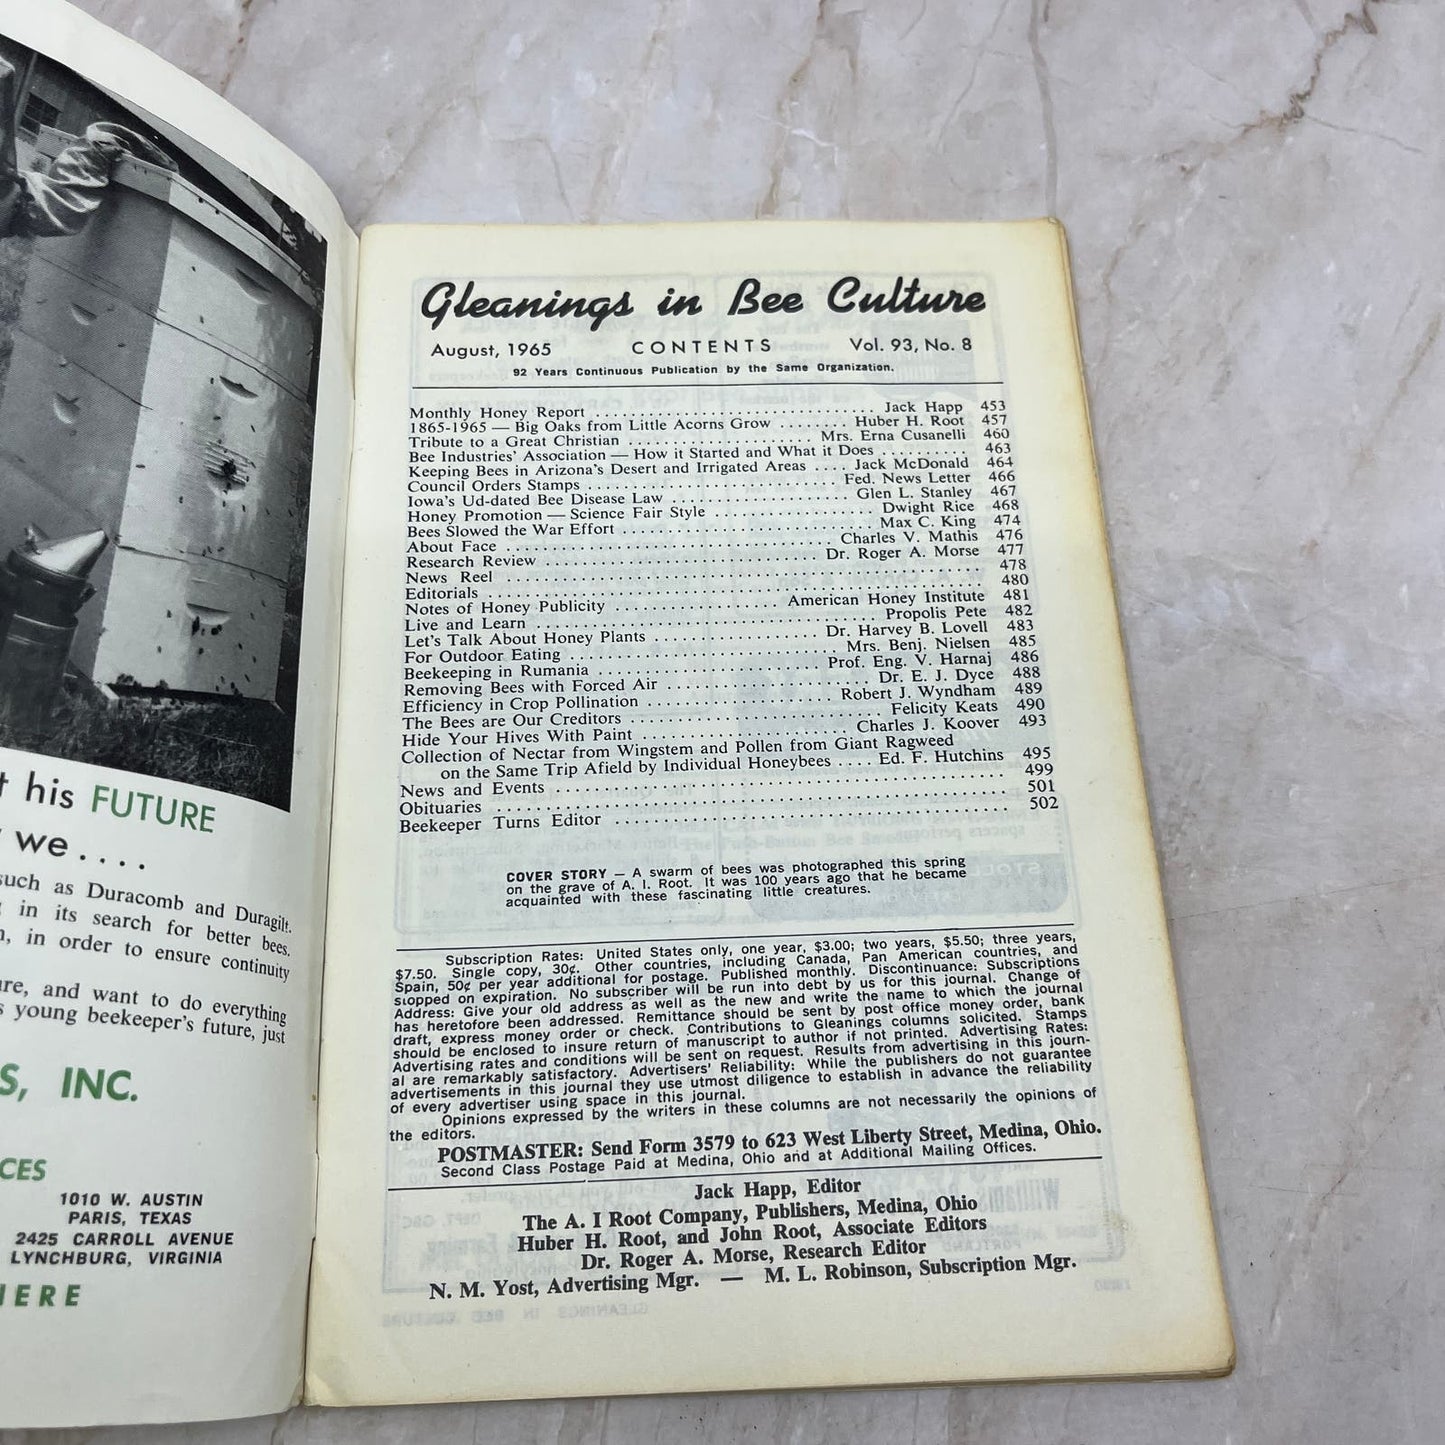 t his FUTURE
we....
such as Duracomb and Duragilt.
in its search for better bees.
in order to ensure continuity
and want to do everything
young beekeeper's future, just
S, INC.
1010 W. AUSTIN
PARIS, TEXAS
2425 CARROLL AVENUE
LYNCHBURG, VIRGINIA
Gleanings in Bee Culture
August, 1965 CONTENTS Vol. 93, No. 8
92 Years Continuous Publication by the Same Organization.
Monthly Honey Report ........ Jack Happ 453
1865-1965 — Big Oaks from Little Acorns Grow ........ Huber H. Root 457
Tribute to a Great Christian ........ Mrs. Erna Cusanelli 460
Bee Industries' Association — How it Started and What it Does ........ 463
Keeping Bees in Arizona's Desert and Irrigated Areas .... Jack McDonald 464
Council Orders Stamps ........ Fed. News Letter 466
Iowa's Ud-dated Bee Disease Law ........ Glen L. Stanley 467
Honey Promotion — Science Fair Style ........ Dwight Rice 468
Bees Slowed the War Effort ........ Max C. King 474
About Face ........ Charles V. Mathis 476
Research Review ........ Dr. Roger A. Morse 477
News Reel ........ 478
Editorials ........ 480
Notes of Honey Publicity ........ American Honey Institute 481
Live and Learn ........ Propolis Pete 482
Let's Talk About Honey Plants ........ Dr. Harvey B. Lovell 483
For Outdoor Eating ........ Mrs. Benj. Nielsen 485
Beekeeping in Rumania ........ Prof. Eng. V. Harnaj 486
Removing Bees with Forced Air ........ Dr. E. J. Dyce 488
Efficiency in Crop Pollination ........ Robert J. Wyndham 489
The Bees are Our Creditors ........ Felicity Keats 490
Hide Your Hives With Paint ........ Charles J. Koover 493
Collection of Nectar from Wingstem and Pollen from Giant Ragweed
on the Same Trip Afield by Individual Honeybees .... Ed. F. Hutchins 495
News and Events ........ 499
Obituaries ........ 501
Beekeeper Turns Editor ........ 502
COVER STORY — A swarm of bees was photographed this spring
on the grave of A. I. Root. It was 100 years ago that he became
acquainted with these fascinating little creatures.
Subscription Rates: United States only, one year, $3.00; two years, $5.50; three years,
$7.50. Single copy, 30¢. Other countries, including Canada, Pan American countries, and
Spain, 50¢ per year additional for postage. Published monthly. Discontinuance: Subscriptions
stopped on expiration. No subscriber will be run into debt by us for this journal. Change of
Address: Give your old address as well as the new and write the name to which the journal
has heretofore been addressed. Remittance should be sent by post office money order, bank
draft, express money order or check. Contributions to Gleanings columns solicited. Stamps
should be enclosed to insure return of manuscript to author if not printed. Advertising Rates:
Advertising rates and conditions will be sent on request. Results from advertising in this journ-
al are remarkably satisfactory. Advertisers' Reliability: While the publishers do not guarantee
advertisements in this journal they use utmost diligence to establish in advance the reliability
of every advertiser using space in this journal.
Opinions expressed by the writers in these columns are not necessarily the opinions of
the editors.
POSTMASTER: Send Form 3579 to 623 West Liberty Street, Medina, Ohio.
Second Class Postage Paid at Medina, Ohio and at Additional Mailing Offices.
Jack Happ, Editor
The A. I Root Company, Publishers, Medina, Ohio
Huber H. Root, and John Root, Associate Editors
Dr. Roger A. Morse, Research Editor
N. M. Yost, Advertising Mgr. — M. L. Robinson, Subscription Mgr.